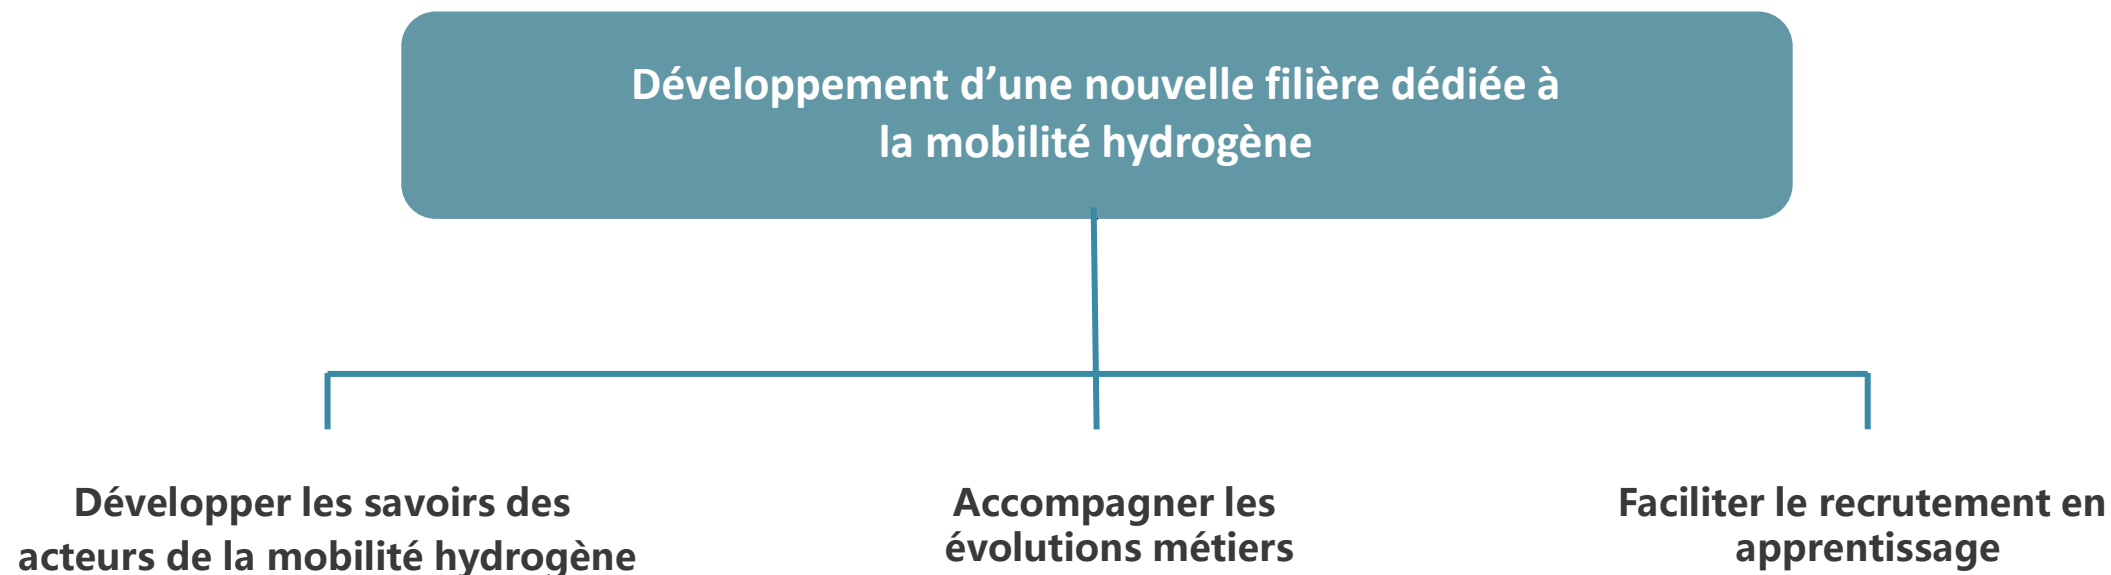 Développement d’une nouvelle filière dédiée à
la mobilité hydrogène
Développer les savoirs des
acteurs de la mobilité hydrogène
Accompagner les
évolutions métiers
Faciliter le recrutement en
apprentissage